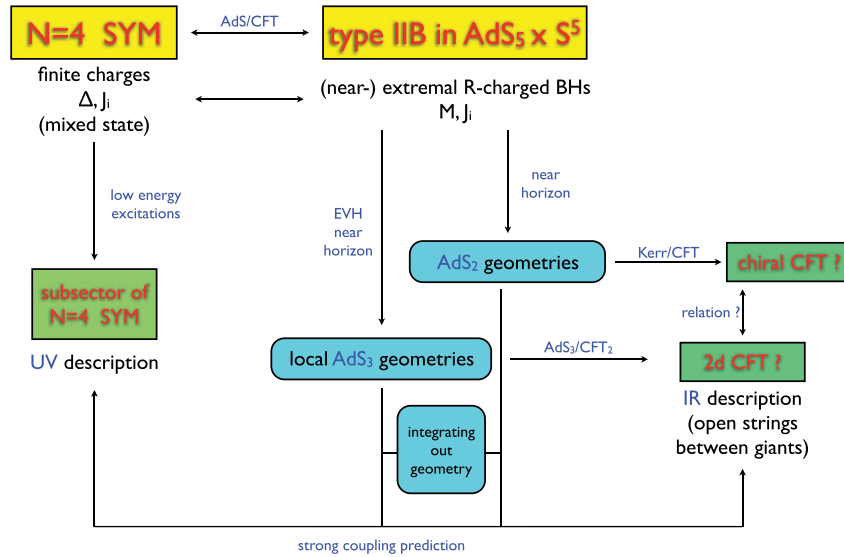 N=4 SYM
AdS/CFT
type IIB in AdS₅ x S⁵
finite charges
Δ, Jᵢ
(mixed state)
(near-) extremal R-charged BHs
M, Jᵢ
low energy
excitations
EVH
near
horizon
near
horizon
AdS₂ geometries
Kerr/CFT
chiral CFT ?
subsector of
N=4 SYM
relation ?
UV description
local AdS₃ geometries
AdS₃/CFT₂
2d CFT ?
IR description
(open strings
between giants)
integrating
out
geometry
strong coupling prediction